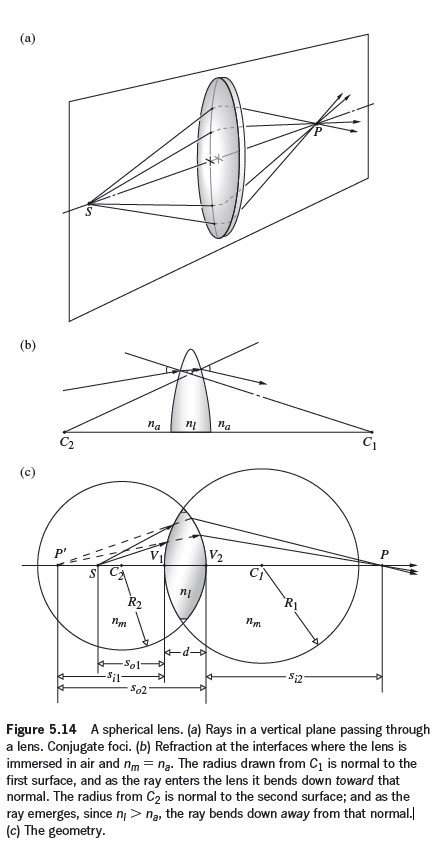 (a)
P
S
(b)
n_a n_l n_a
C_2 C_1
(c)
P' V_1 V_2 P
S C_2 C_1
n_l
R_2 R_1
n_m n_m
d
s_o1
s_i1 s_i2
s_o2
Figure 5.14 A spherical lens. (a) Rays in a vertical plane passing through
a lens. Conjugate foci. (b) Refraction at the interfaces where the lens is
immersed in air and n_m = n_a. The radius drawn from C_1 is normal to the
first surface, and as the ray enters the lens it bends down toward that
normal. The radius from C_2 is normal to the second surface; and as the
ray emerges, since n_l > n_a, the ray bends down away from that normal.
(c) The geometry.